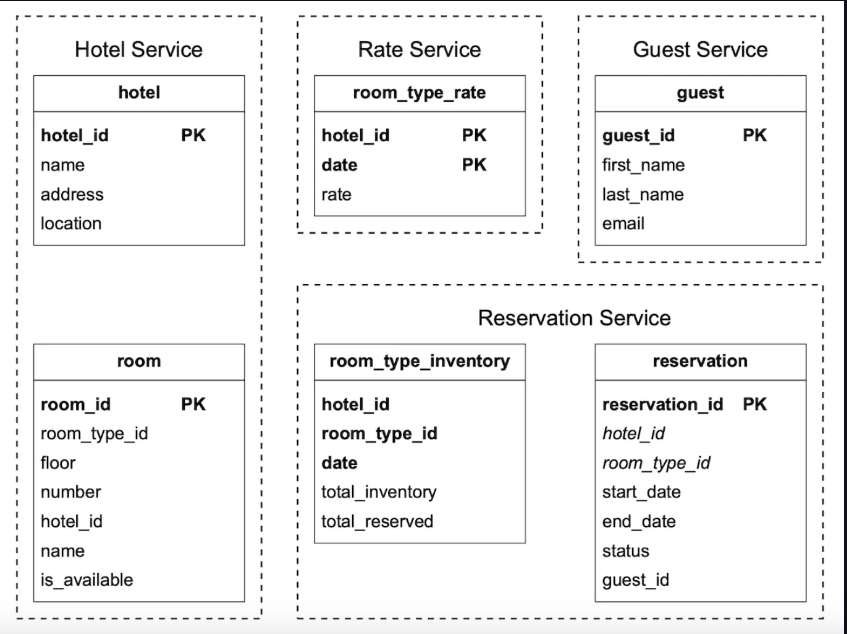 Hotel Service
hotel
hotel_id PK
name
address
location
room
room_id PK
room_type_id
floor
number
hotel_id
name
is_available
Rate Service
room_type_rate
hotel_id PK
date PK
rate
Guest Service
guest
guest_id PK
first_name
last_name
email
Reservation Service
room_type_inventory
hotel_id
room_type_id
date
total_inventory
total_reserved
reservation
reservation_id PK
hotel_id
room_type_id
start_date
end_date
status
guest_id